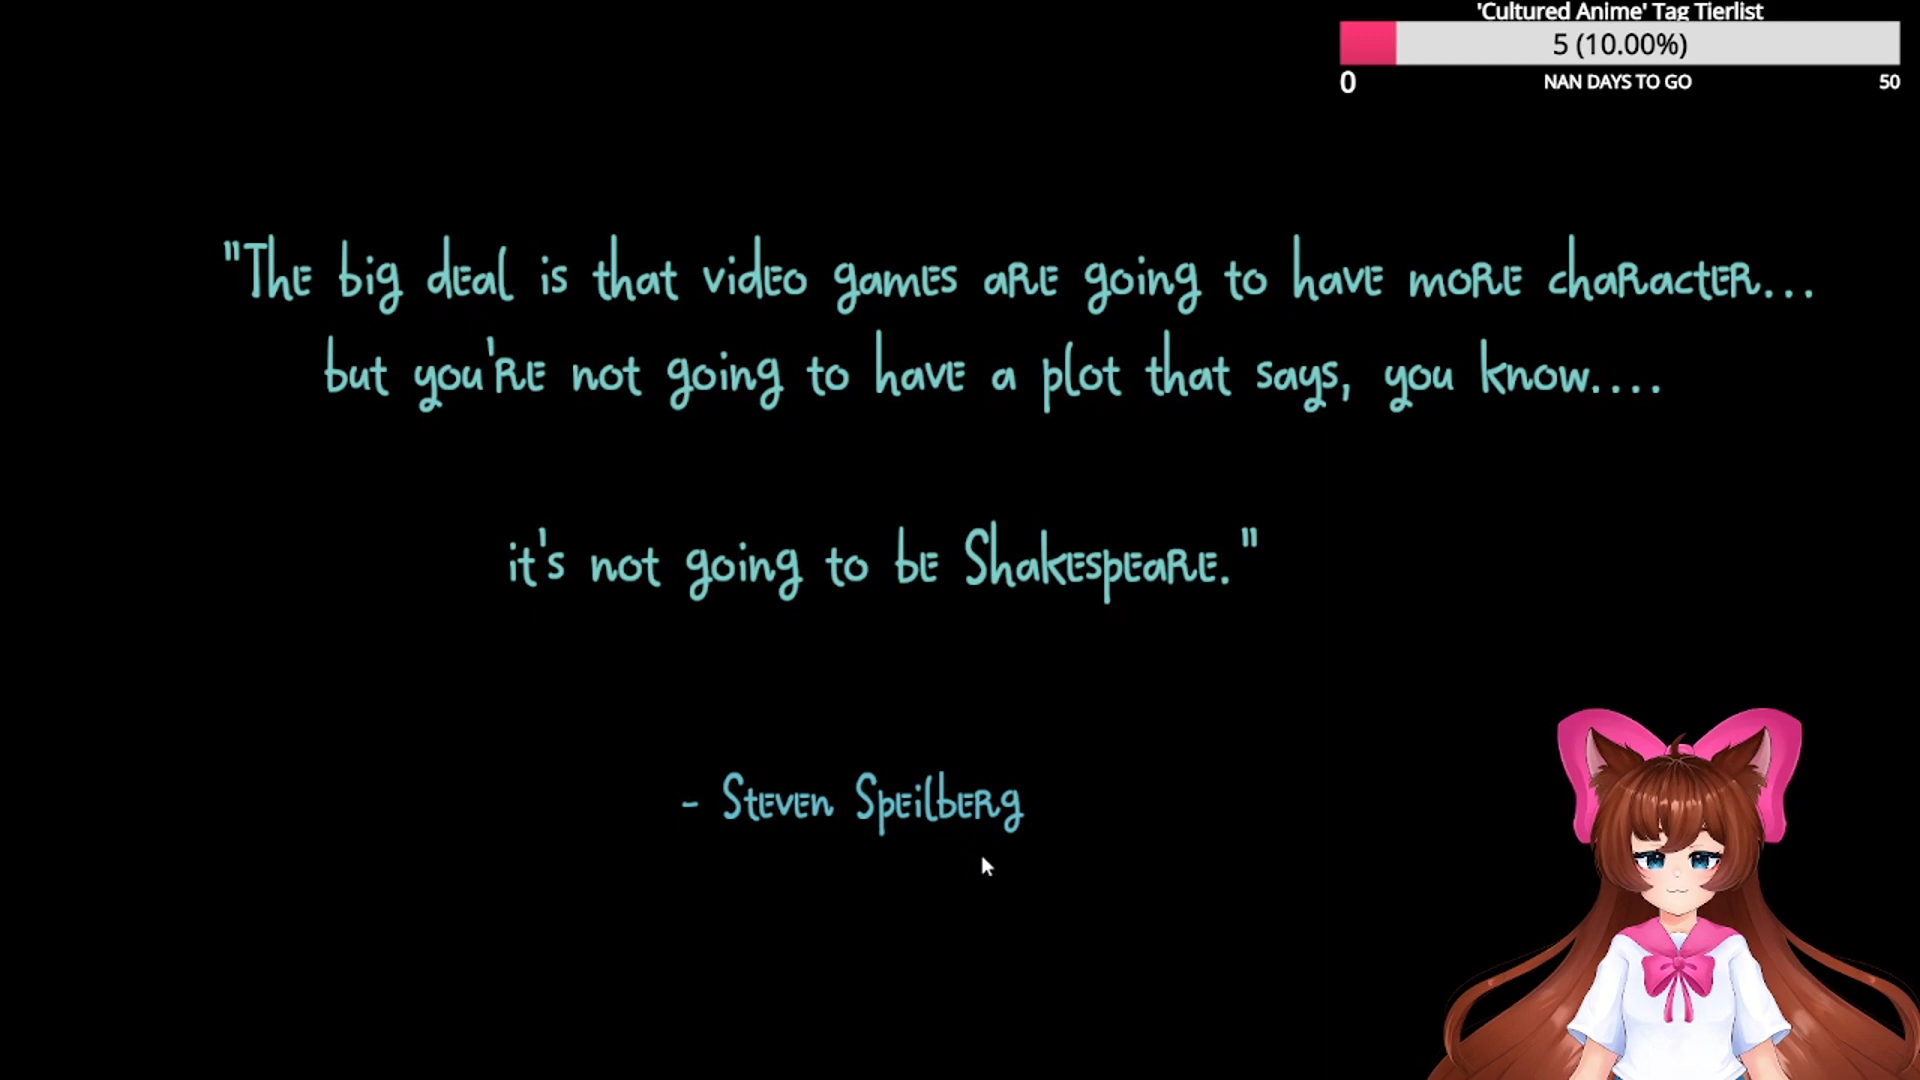 'Cultured Anime' Tag Tierlist
5 (10.00%)
0 NAN DAYS TO GO 50
"The big deal is that video games are going to have more character...
but you're not going to have a plot that says, you know....
it's not going to be Shakespeare."
- Steven Speilberg